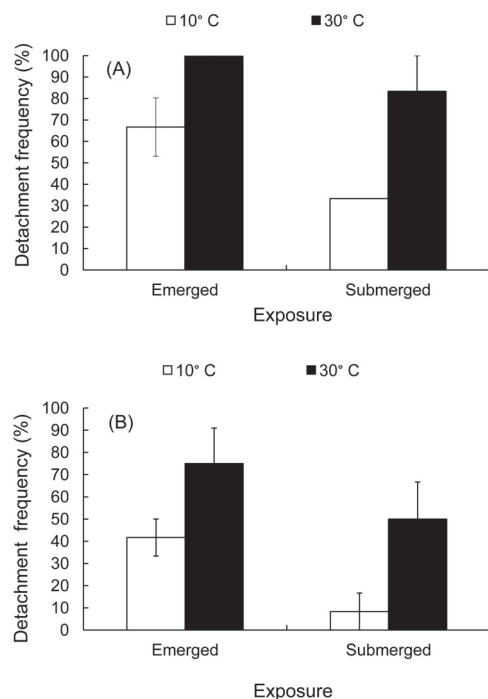 10° C 30° C
(A)
Detachment frequency (%)
100
90
80
70
60
50
40
30
20
10
0
Emerged Submerged
Exposure
10° C 30° C
(B)
Detachment frequency (%)
100
90
80
70
60
50
40
30
20
10
0
Emerged Submerged
Exposure